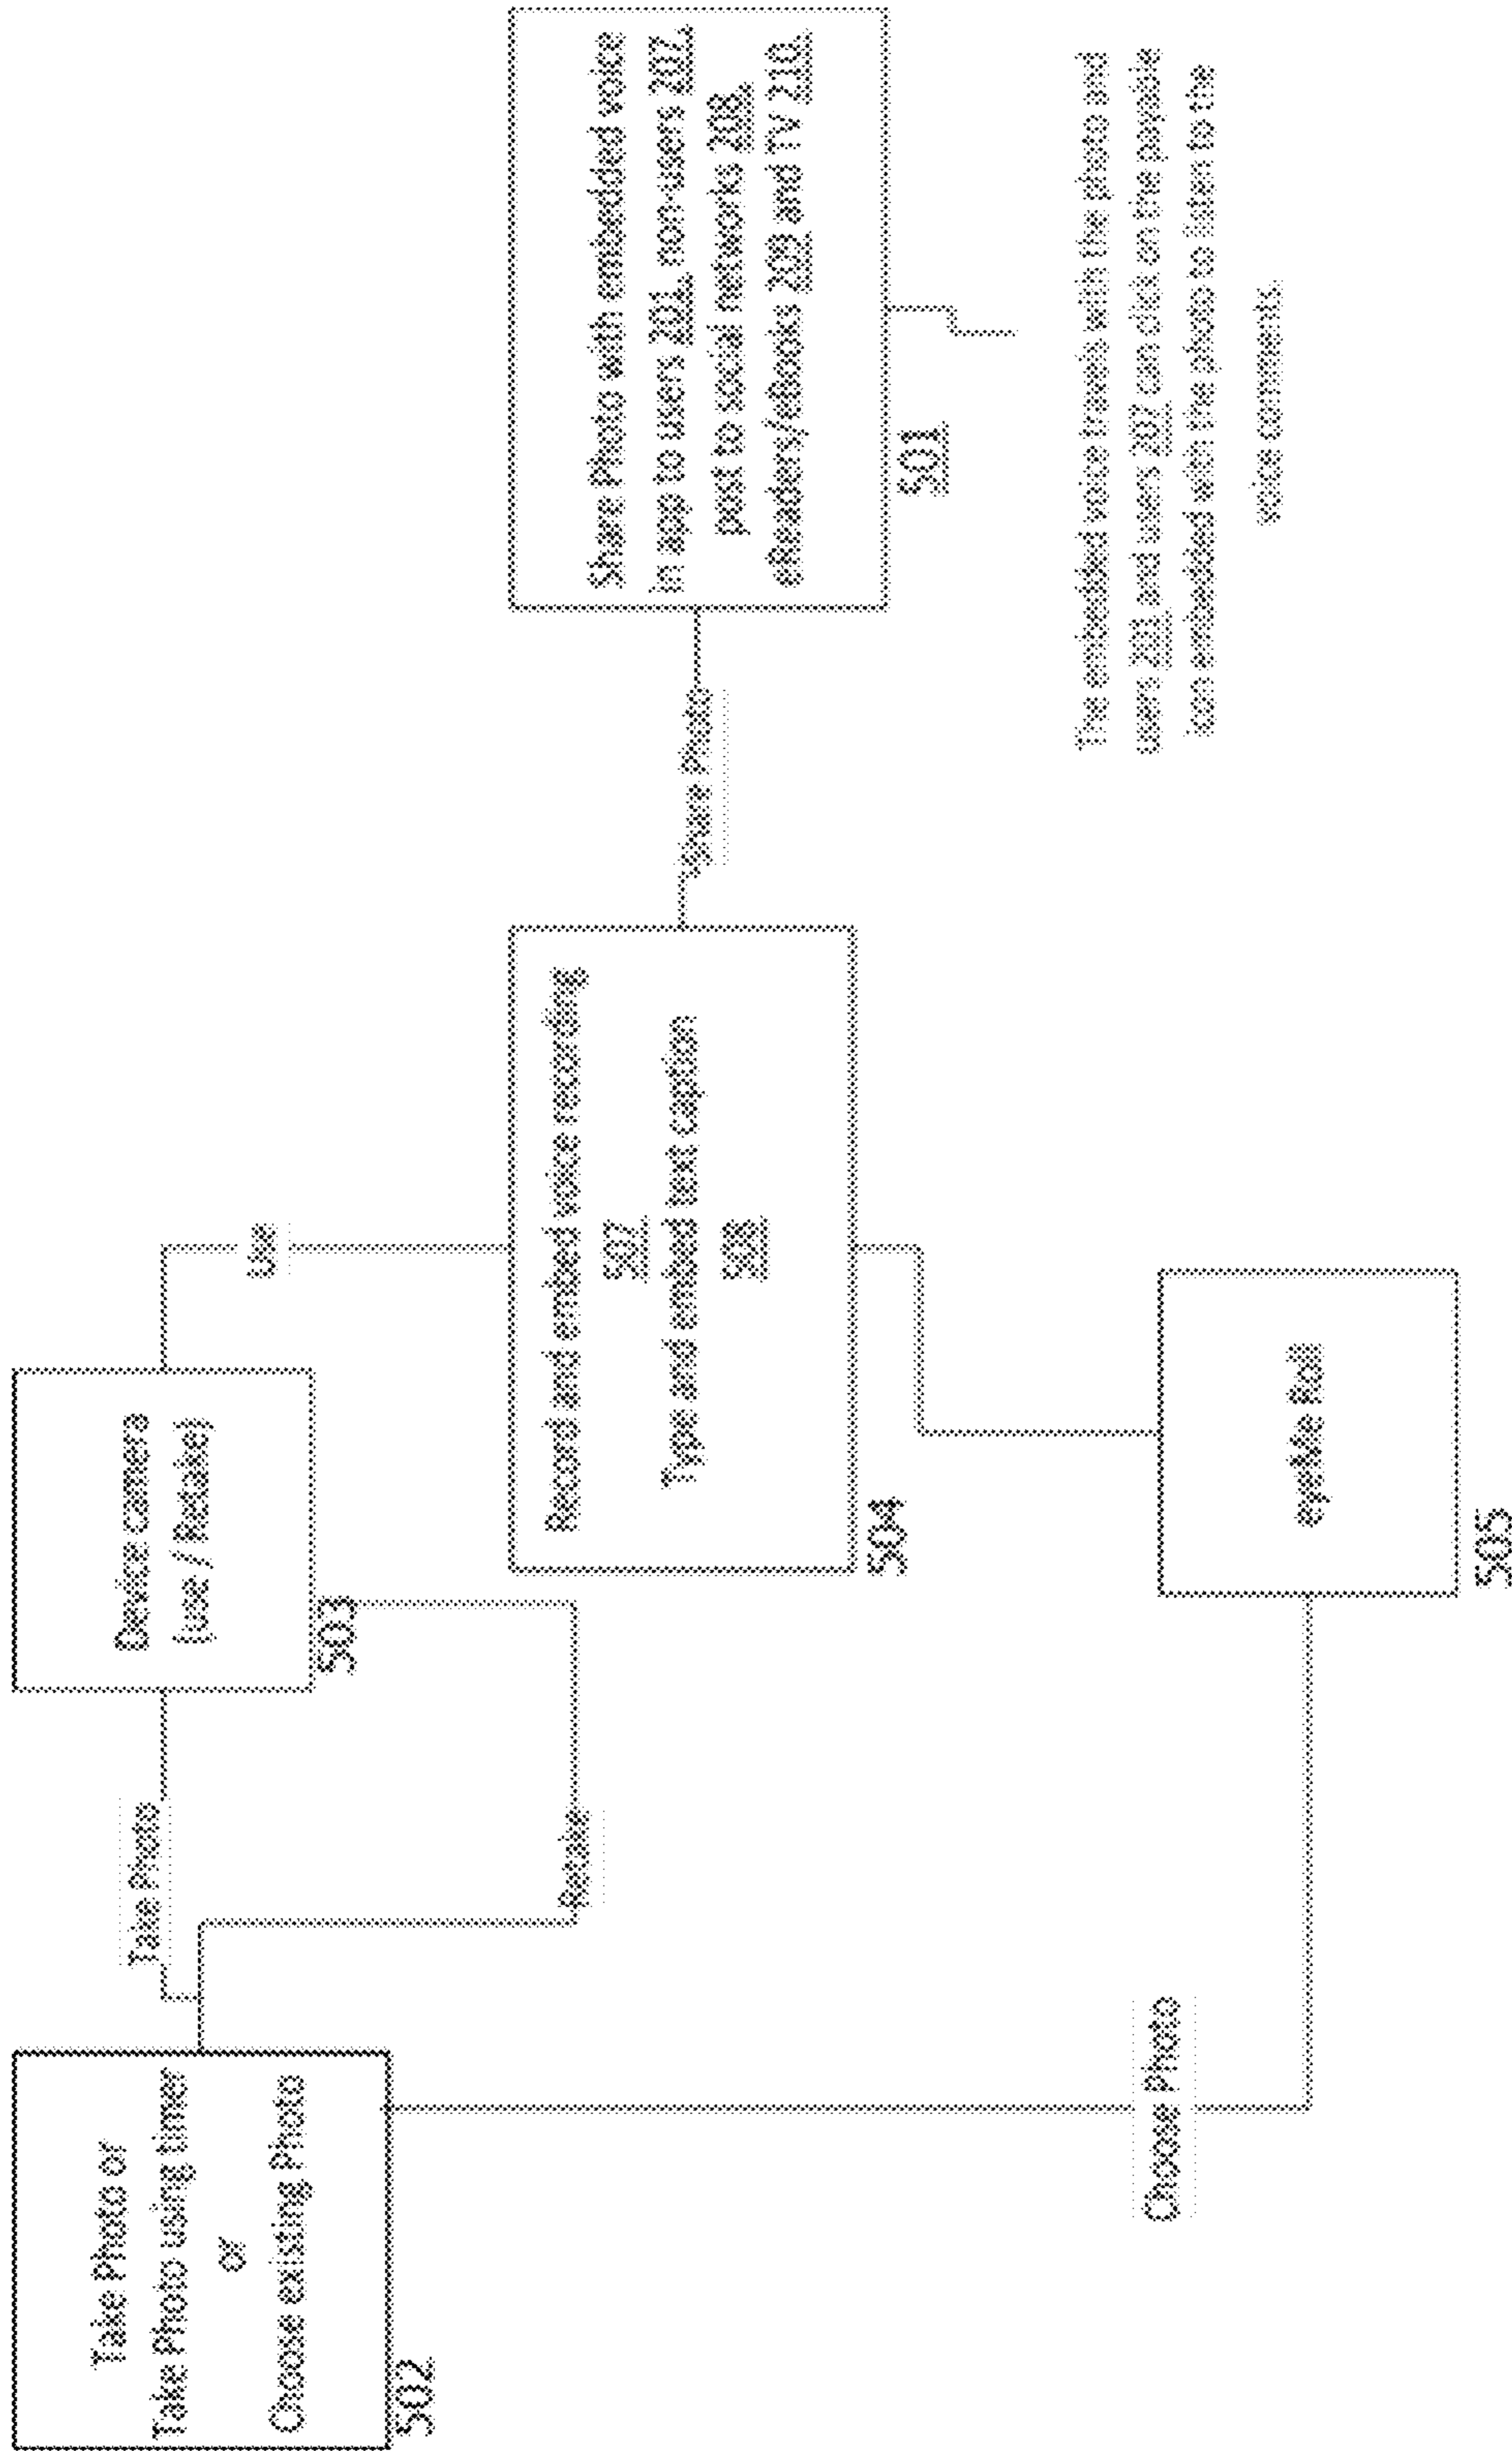 Take Photo or
Take Photo using timer
or
Choose existing Photo
502
Take Photo
Retake
Choose Photo
Device camera
(use / Retake)
503
Use
Record and embed voice recording
507
Type and embed text caption
508
504
Roll
505
Share Photo
Share Photo with embedded voice
in app to users 201, non-users 207,
post to social networks 208,
eReaders/eBooks 209 and TV 210.
501
The embedded voice travels with the photo and
users 201 and users 207 can click on the payable
icon embedded with the photo to listen to the
voice comments.